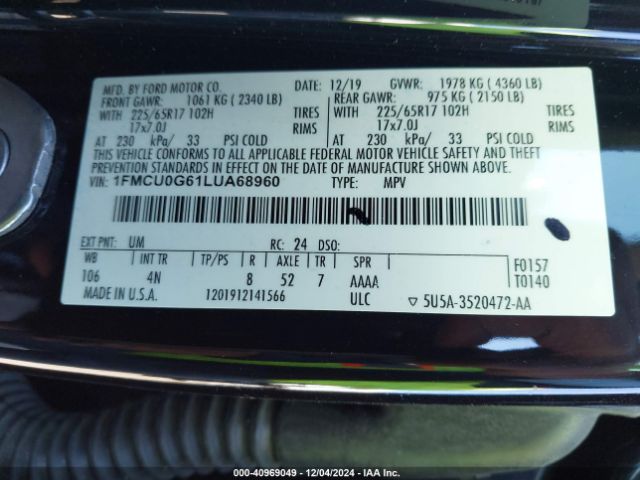 MFD. BY FORD MOTOR CO. 12/19 GVWR: 1978 KG ( 4360 LB)
FRONT GAWR: 1061 KG ( 2340 LB) REAR GAWR: 975 KG ( 2150 LB)
WITH 225/65R17 102H TIRES WITH 225/65R17 102H TIRES
17x7.0J RIMS 17x7.0J RIMS
AT 230 kPa/ 33 PSI COLD AT 230 kPa/ 33 PSI COLD
THIS VEHICLE CONFORMS TO ALL APPLICABLE FEDERAL MOTOR VEHICLE SAFETY AND THEFT PREVENTION
STANDARDS IN EFFECT ON THE DATE OF MANUFACTURE SHOWN ABOVE.
VIN: 1FMCU0G61LUA68960 TYPE: MPV
EXT PNT: UM RC: 24 DSO:
WB INT TR TP/PS R AXLE TR SPR F0157
106 4N 8 52 7 AAAA T0140
MADE IN U.S.A. 1201912141566 ULC ▽ 5U5A-3520472-AA
000-40969049 - 12/04/2024 - IAA Inc.